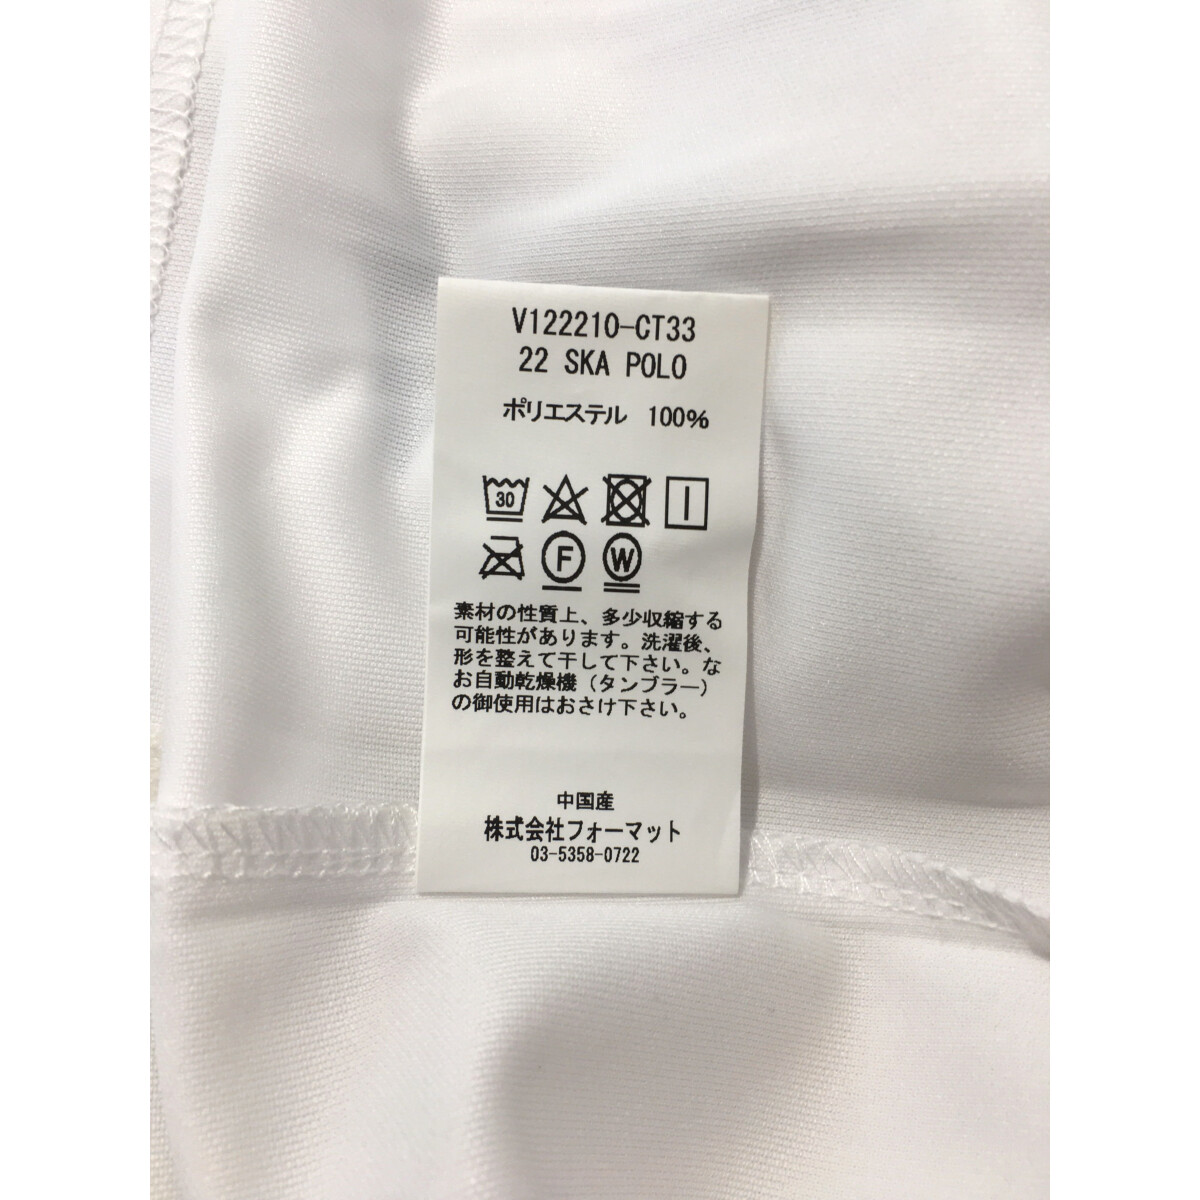 V122210-CT33
22 SKA POLO
ポリエステル 100%
30
F W
素材の性質上、多少収縮する
可能性があります。洗濯後、
形を整えて干して下さい。な
お自動乾燥機（タンブラー）
の御使用はおさけ下さい。
中国産
株式会社フォーマット
03-5358-0722